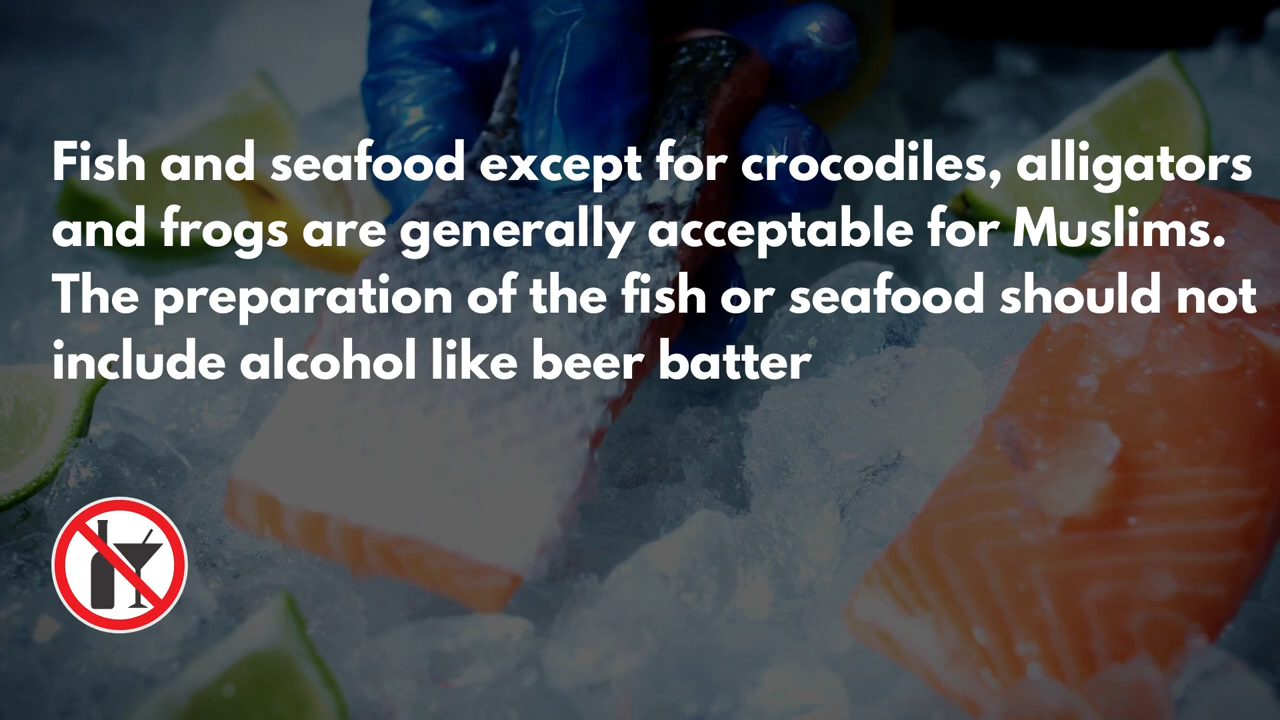 Fish and seafood except for crocodiles, alligators
and frogs are generally acceptable for Muslims.
The preparation of the fish or seafood should not
include alcohol like beer batter